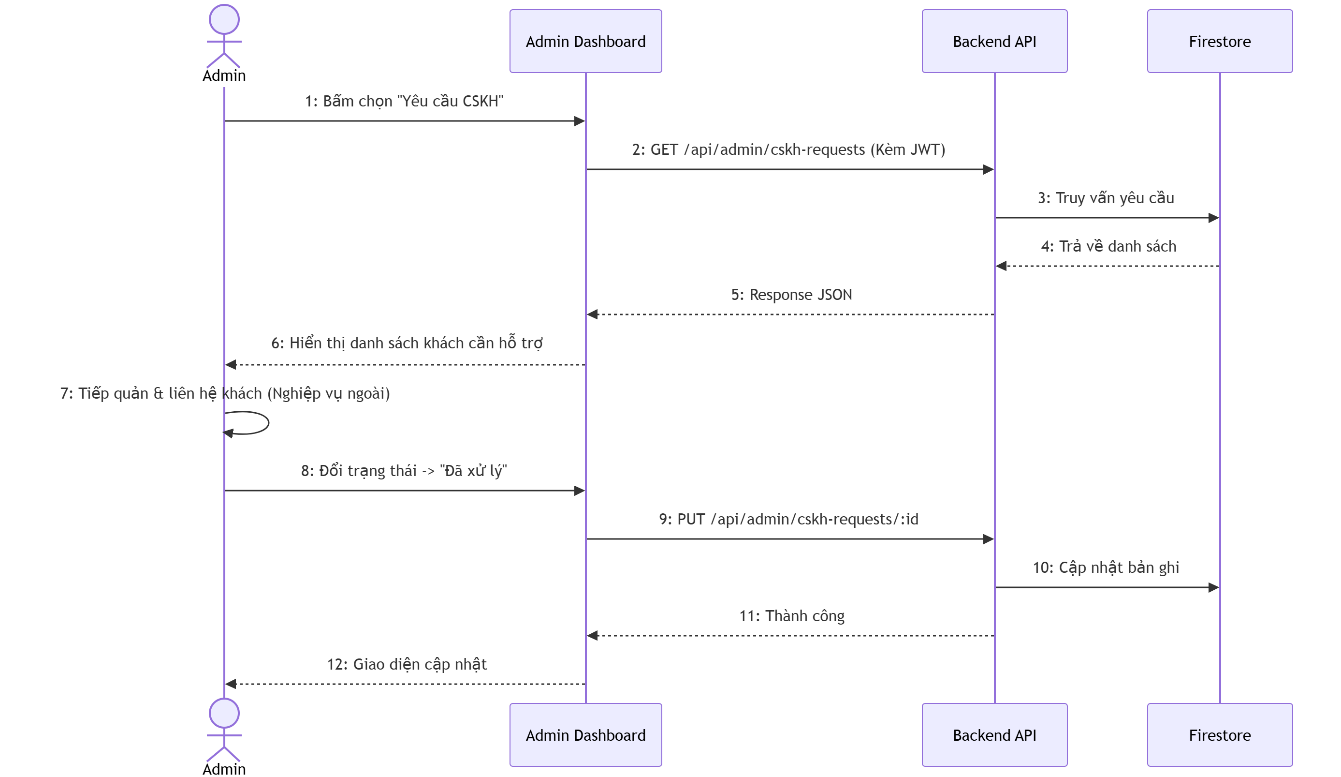 Admin
Admin Dashboard
Backend API
Firestore
1: Bấm chọn "Yêu cầu CSKH"
2: GET /api/admin/cskh-requests (Kèm JWT)
3: Truy vấn yêu cầu
4: Trả về danh sách
5: Response JSON
6: Hiển thị danh sách khách cần hỗ trợ
7: Tiếp quản & liên hệ khách (Nghiệp vụ ngoài)
8: Đổi trạng thái -> "Đã xử lý"
9: PUT /api/admin/cskh-requests/:id
10: Cập nhật bản ghi
11: Thành công
12: Giao diện cập nhật
Admin
Admin Dashboard
Backend API
Firestore